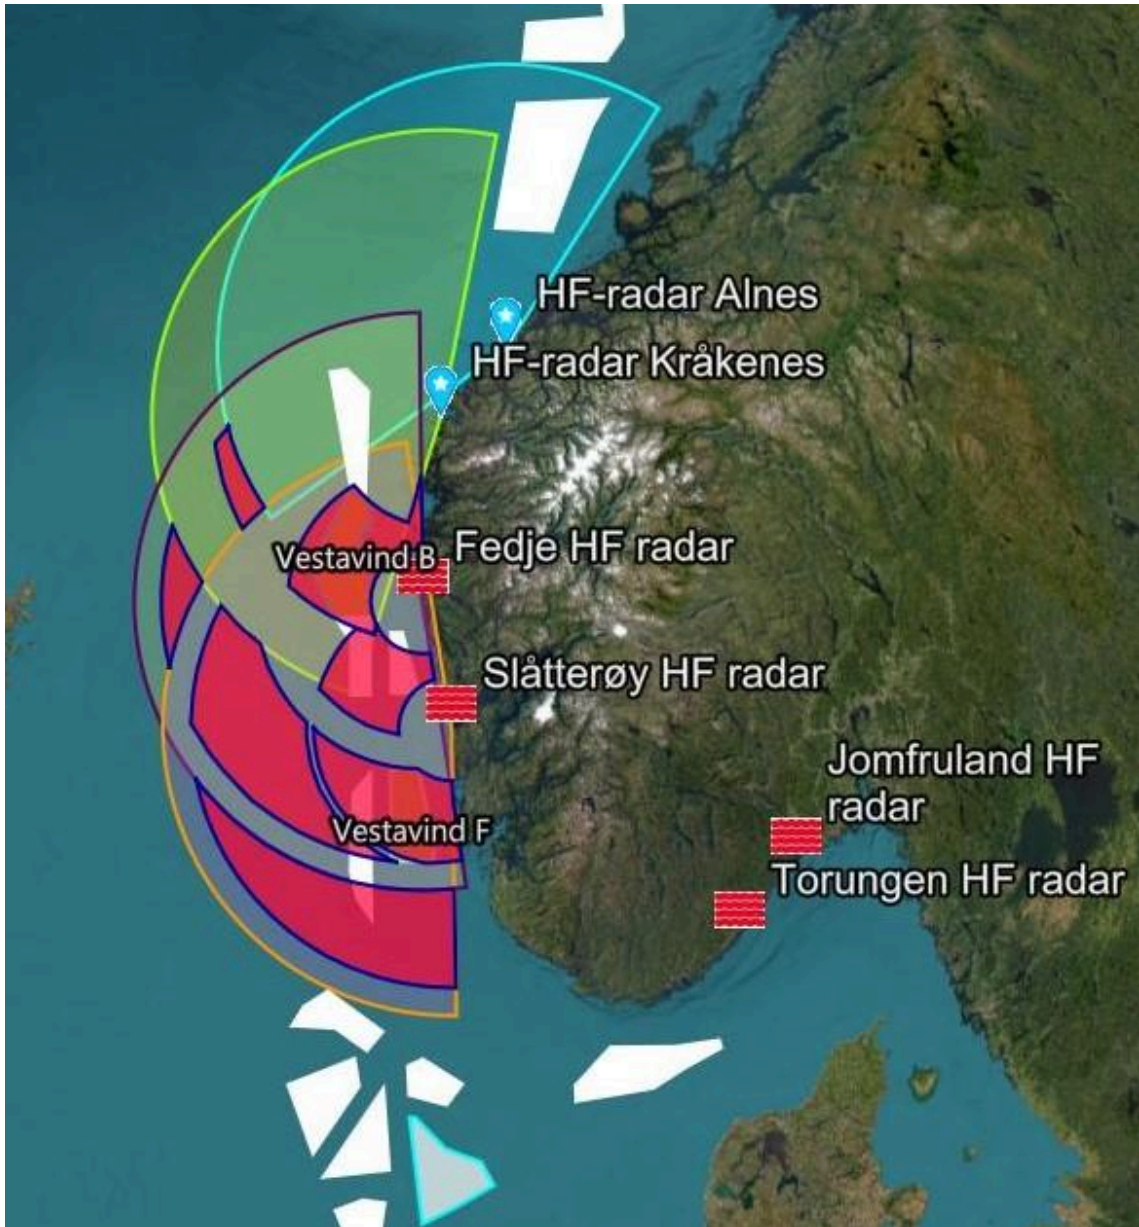 HF-radar Alnes
HF-radar Kråkenes
Vestavind B
Fedje HF radar
Slåtterøy HF radar
Jomfruland HF
radar
Vestavind F
Torungen HF radar